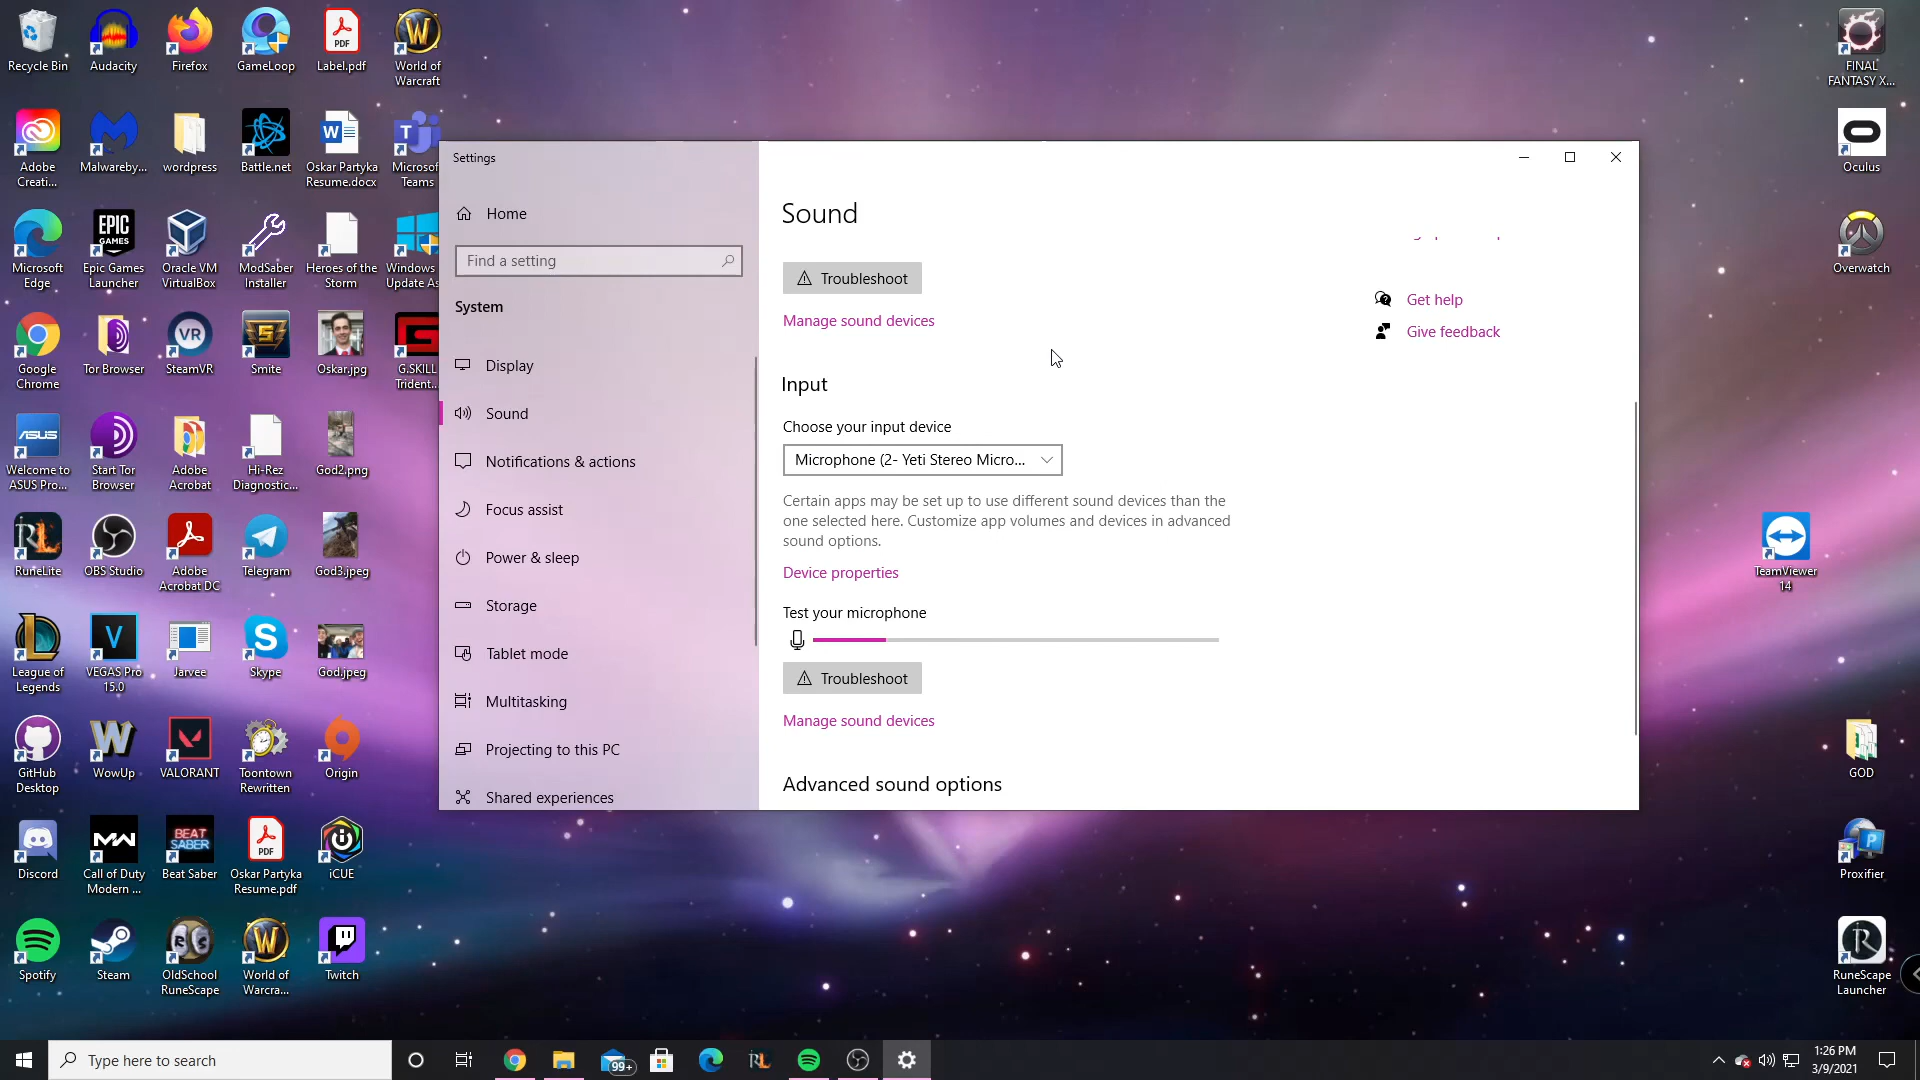 Recycle Bin
Audacity
Firefox
GameLoop
Label.pdf
World of
Warcraft
Adobe
Creati...
Malwareby...
wordpress
Battle.net
Oskar Partyka
Resume.docx
Microsof
Teams
Microsoft
Edge
Epic Games
Launcher
Oracle VM
VirtualBox
ModSaber
Installer
Heroes of the
Storm
Windows
Update As
Google
Chrome
Tor Browser
SteamVR
Smite
Oskar.jpg
G.SKILL
Trident...
Welcome to
ASUS Pro...
Start Tor
Browser
Adobe
Acrobat
Hi-Rez
Diagnostic...
God2.png
RuneLite
OBS Studio
Adobe
Acrobat DC
Telegram
God3.jpeg
League of
Legends
VEGAS Pro
15.0
Jarvee
Skype
God.jpeg
GitHub
Desktop
WowUp
VALORANT
Toontown
Rewritten
Origin
Discord
Call of Duty
Modern ...
Beat Saber
Oskar Partyka
Resume.pdf
iCUE
Spotify
Steam
OldSchool
RuneScape
World of
Warcra...
Twitch
Settings
Home
Find a setting
System
Display
Sound
Notifications & actions
Focus assist
Power & sleep
Storage
Tablet mode
Multitasking
Projecting to this PC
Shared experiences
Sound
Troubleshoot
Manage sound devices
Input
Choose your input device
Microphone (2- Yeti Stereo Micro...
Certain apps may be set up to use different sound devices than the
one selected here. Customize app volumes and devices in advanced
sound options.
Device properties
Test your microphone
Troubleshoot
Manage sound devices
Advanced sound options
Get help
Give feedback
FINAL
FANTASY X...
Oculus
Overwatch
TeamViewer
14
GOD
Proxifier
RuneScape
Launcher
Type here to search
99+
1:26 PM
3/9/2021